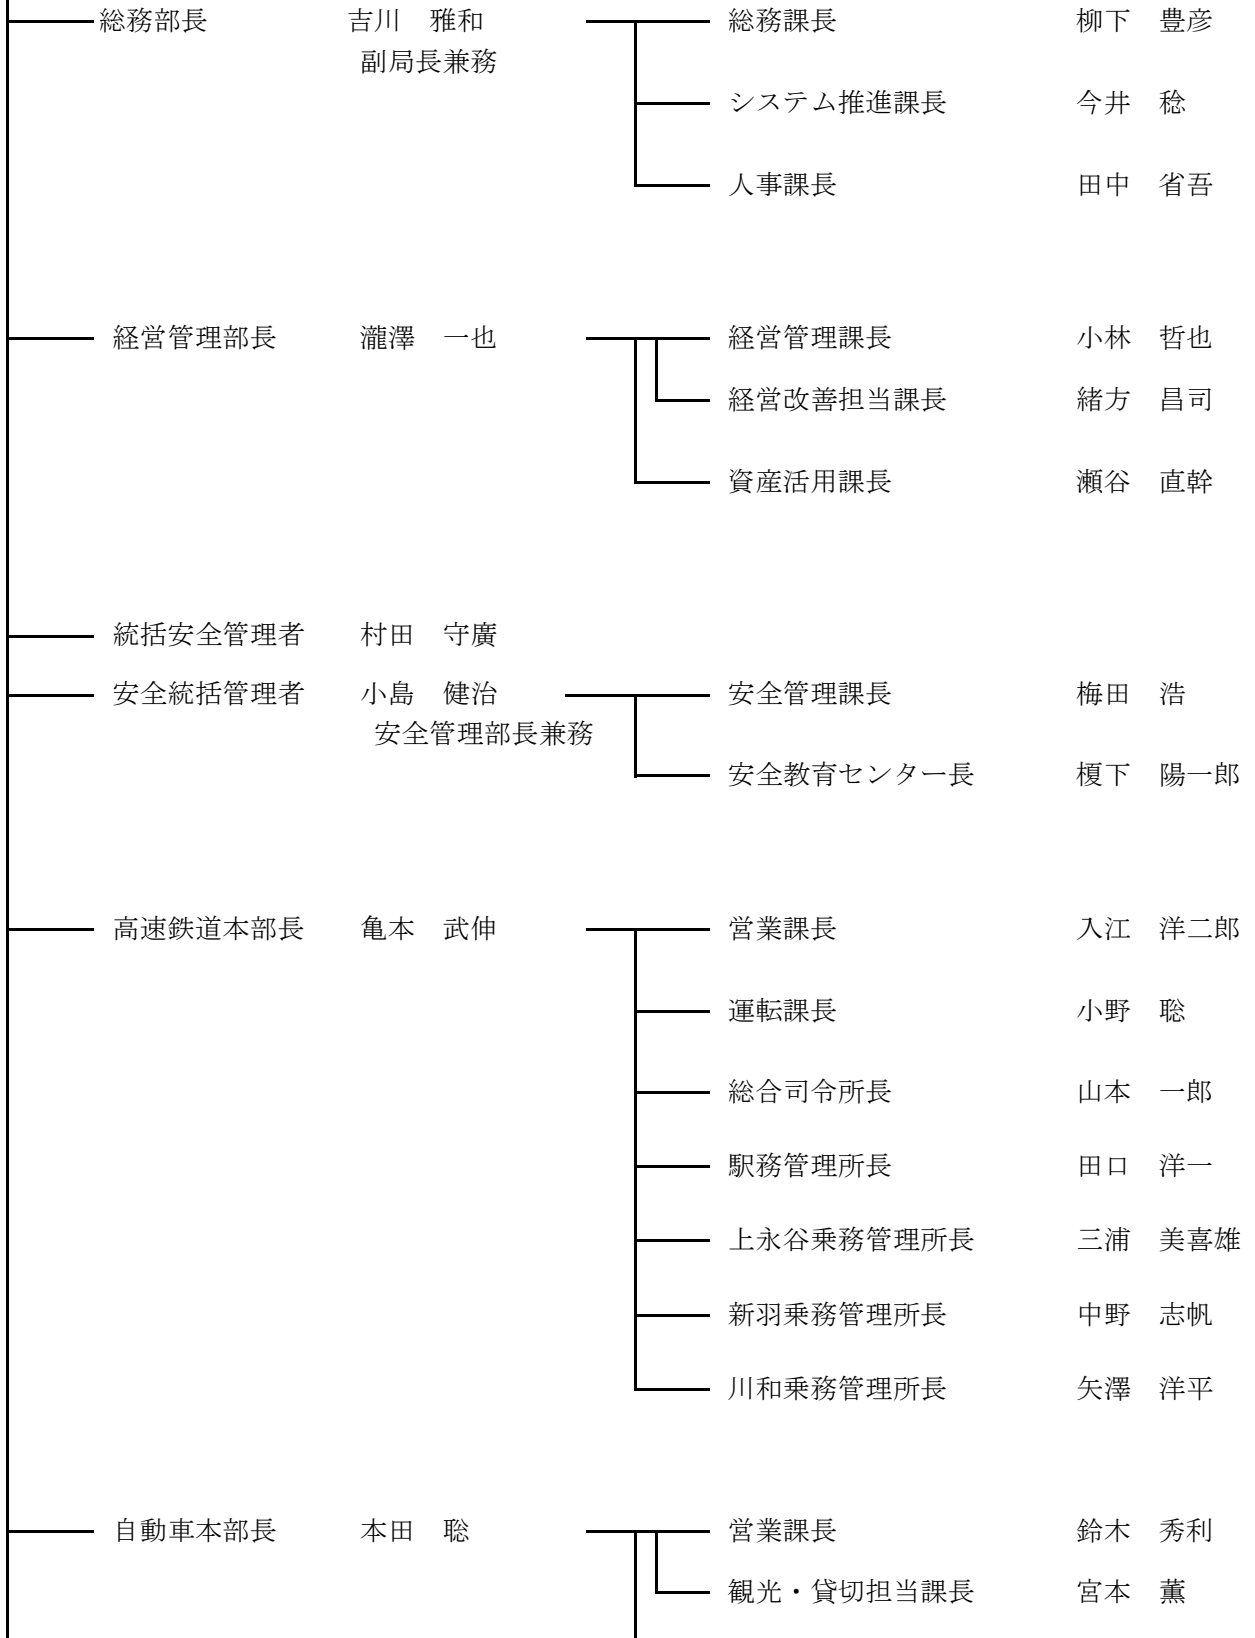 総務部長　吉川　雅和　総務課長　柳下　豊彦
副局長兼務
システム推進課長　今井　稔
人事課長　田中　省吾
経営管理部長　瀧澤　一也　経営管理課長　小林　哲也
経営改善担当課長　緒方　昌司
資産活用課長　瀬谷　直幹
統括安全管理者　村田　守廣
安全統括管理者　小島　健治　安全管理課長　梅田　浩
安全管理部長兼務
安全教育センター長　榎下　陽一郎
高速鉄道本部長　亀本　武伸　営業課長　入江　洋二郎
運転課長　小野　聡
総合司令所長　山本　一郎
駅務管理所長　田口　洋一
上永谷乗務管理所長　三浦　美喜雄
新羽乗務管理所長　中野　志帆
川和乗務管理所長　矢澤　洋平
自動車本部長　本田　聡　営業課長　鈴木　秀利
観光・貸切担当課長　宮本　薫